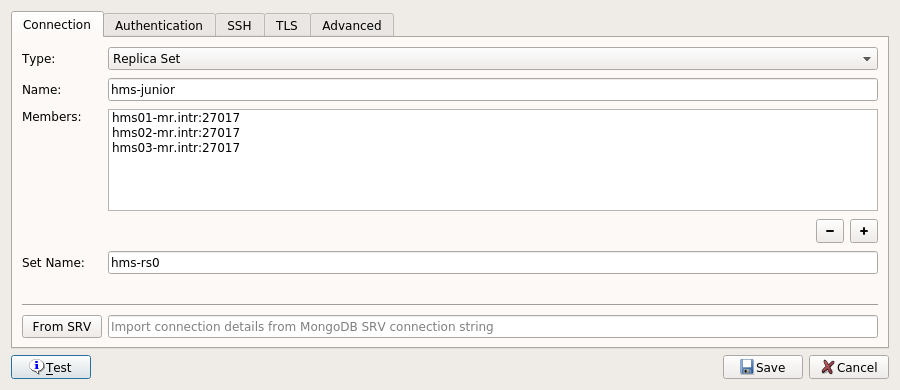 Connection Authentication SSH TLS Advanced
Type: Replica Set
Name: hms-junior
Members: hms01-mr.intr:27017
hms02-mr.intr:27017
hms03-mr.intr:27017
− +
Set Name: hms-rs0
From SRV Import connection details from MongoDB SRV connection string
Test Save Cancel